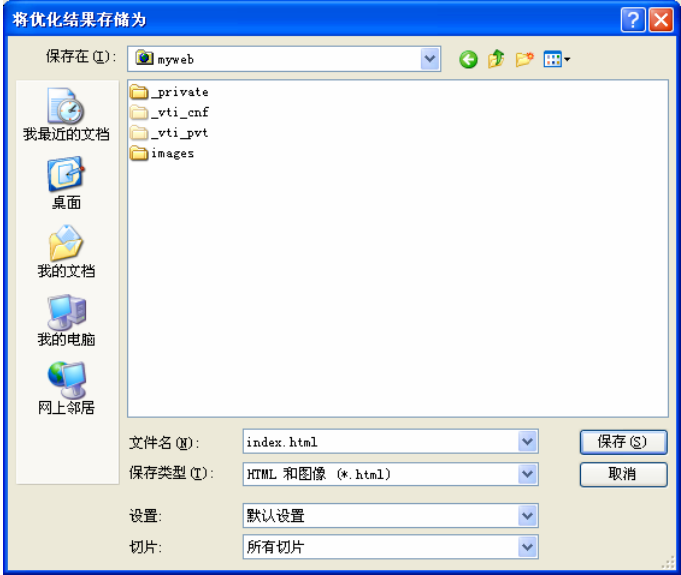 将优化结果存储为
保存在(I):
myweb
_private
_vti_cnf
_vti_pvt
images
我最近的文档
桌面
我的文档
我的电脑
网上邻居
文件名(N):
index.html
保存(S)
保存类型(T):
HTML 和图像 (*.html)
取消
设置:
默认设置
切片:
所有切片